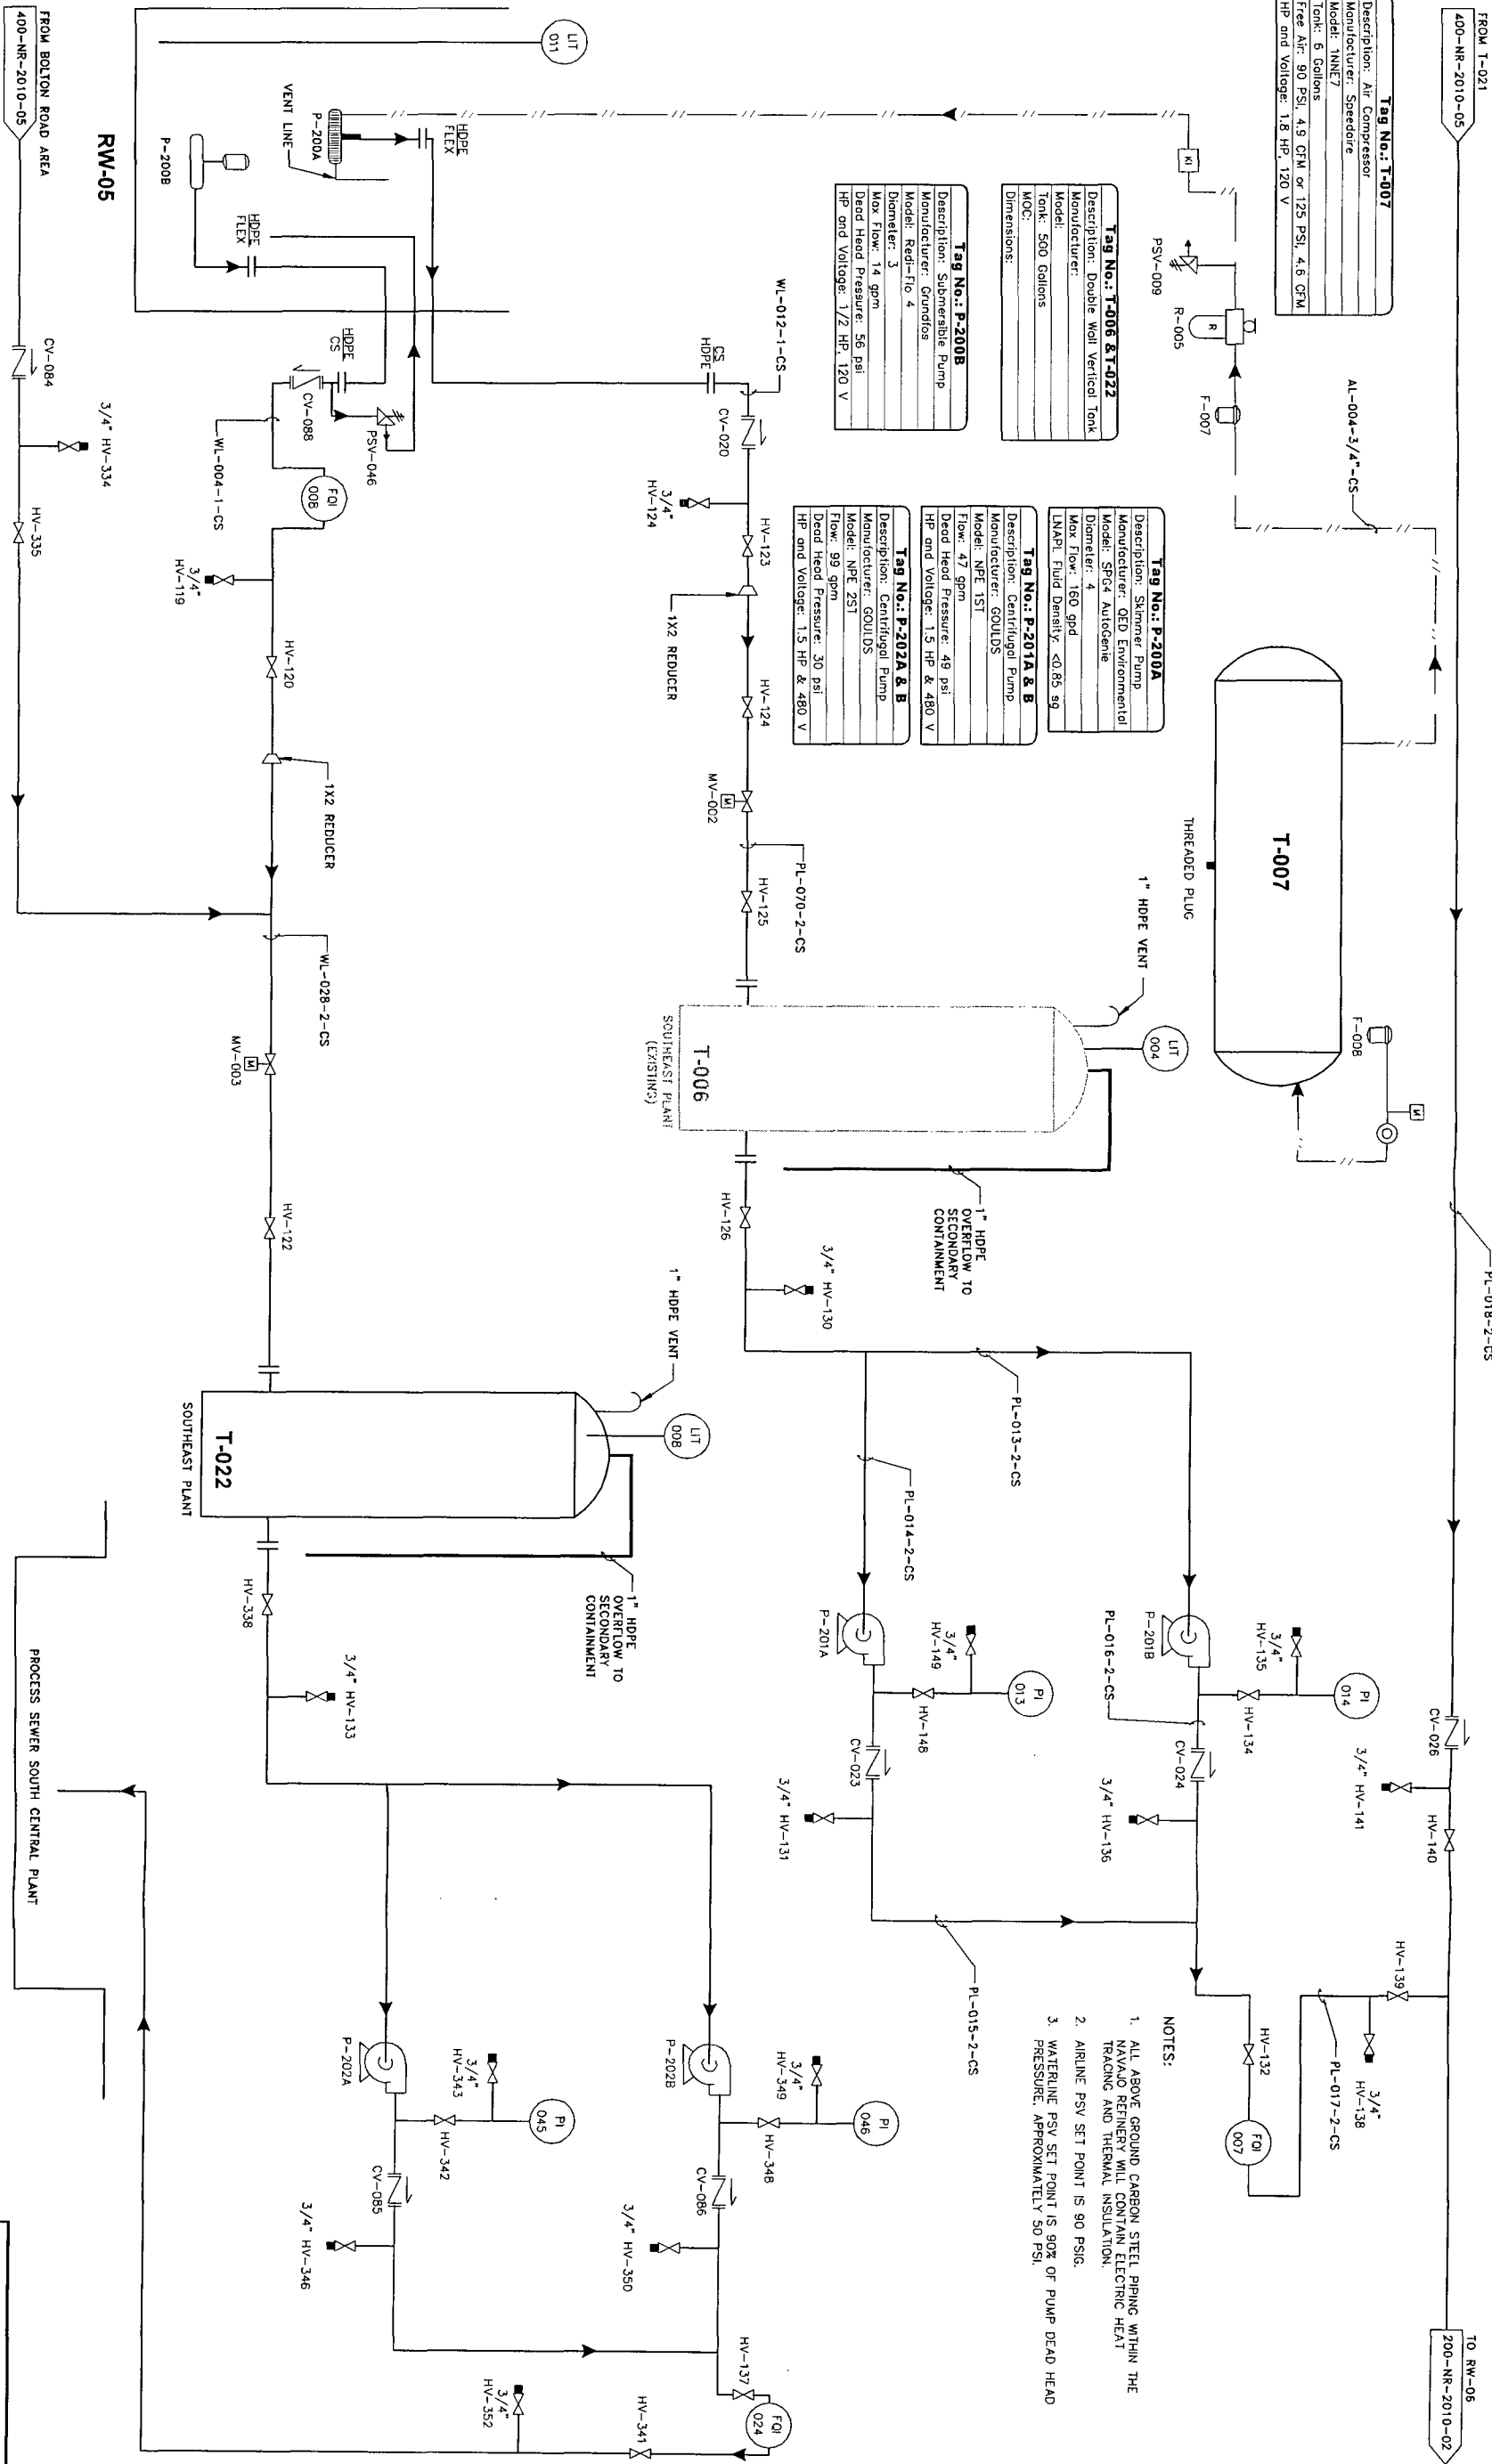 FROM T-021
400-NR-2010-05
PL-018-2-CS
CV-026
3/4" HV-141
HV-140
TO RW-06
200-NR-2010-02
Tag No.: T-007
Description: Air Compressor
Manufacturer: Speedaire
Model: 1NNE7
Tank: 6 Gallons
Free Air: 90 PSI, 4.9 CFM or 125 PSI, 4.6 CFM
HP and Voltage: 1.8 HP, 120 V
KI
PSV-009
R-005
R
F-007
AL-004-3/4"-CS
T-007
THREADED PLUG
F-008
M
Tag No.: T-006 & T-022
Description: Double Wall Vertical Tank
Manufacturer:
Model:
Tank: 500 Gallons
MOC:
Dimensions:
Tag No.: P-200B
Description: Submersible Pump
Manufacturer: Grundfos
Model: Redi-Flo 4
Diameter: 3
Max Flow: 14 gpm
Dead Head Pressure: 56 psi
HP and Voltage: 1/2 HP, 120 V
Tag No.: P-200A
Description: Skimmer Pump
Manufacturer: QED Environmental
Model: SPG4 AutoGenie
Diameter: 4
Max Flow: 160 gpd
LNAPL Fluid Density: <0.85 sg
Tag No.: P-201A & B
Description: Centrifugal Pump
Manufacturer: GOULDS
Model: NPE 1ST
Flow: 47 gpm
Dead Head Pressure: 49 psi
HP and Voltage: 1.5 HP & 480 V
Tag No.: P-202A & B
Description: Centrifugal Pump
Manufacturer: GOULDS
Model: NPE 2ST
Flow: 99 gpm
Dead Head Pressure: 30 psi
HP and Voltage: 1.5 HP & 480 V
LIT
011
VENT LINE
P-200A
HDPE
FLEX
P-200B
HDPE
FLEX
RW-05
WL-012-1-CS
CS
HDPE
CV-020
3/4"
HV-124
HV-123
1X2 REDUCER
HV-124
M
MV-002
PL-070-2-CS
HV-125
1" HDPE VENT
LIT
004
T-006
SOUTHEAST PLANT
(EXISTING)
1" HDPE
OVERFLOW TO
SECONDARY
CONTAINMENT
HV-126
3/4" HV-130
PL-013-2-CS
PL-014-2-CS
P-201A
3/4"
HV-149
PI
013
HV-148
CV-023
3/4" HV-131
P-201B
PL-016-2-CS
3/4"
HV-135
PI
014
HV-134
CV-024
3/4" HV-136
PL-015-2-CS
HV-132
FQI
007
PL-017-2-CS
3/4"
HV-138
HV-139
NOTES:
1. ALL ABOVE GROUND CARBON STEEL PIPING WITHIN THE
NAVAJO REFINERY WILL CONTAIN ELECTRIC HEAT
TRACING AND THERMAL INSULATION.
2. AIRLINE PSV SET POINT IS 90 PSIG.
3. WATERLINE PSV SET POINT IS 90% OF PUMP DEAD HEAD
PRESSURE, APPROXIMATELY 50 PSI.
HDPE
CS
CV-088
PSV-046
WL-004-1-CS
FQI
008
3/4"
HV-119
HV-120
1X2 REDUCER
WL-028-2-CS
M
MV-003
HV-122
1" HDPE VENT
LIT
008
T-022
SOUTHEAST PLANT
1" HDPE
OVERFLOW TO
SECONDARY
CONTAINMENT
HV-338
3/4" HV-133
P-202A
3/4"
HV-343
PI
045
HV-342
CV-085
3/4" HV-346
P-202B
3/4"
HV-349
PI
046
HV-348
CV-086
3/4" HV-350
HV-137
FQI
024
HV-341
3/4"
HV-352
FROM BOLTON ROAD AREA
400-NR-2010-05
CV-084
3/4" HV-334
HV-335
PROCESS SEWER SOUTH CENTRAL PLANT